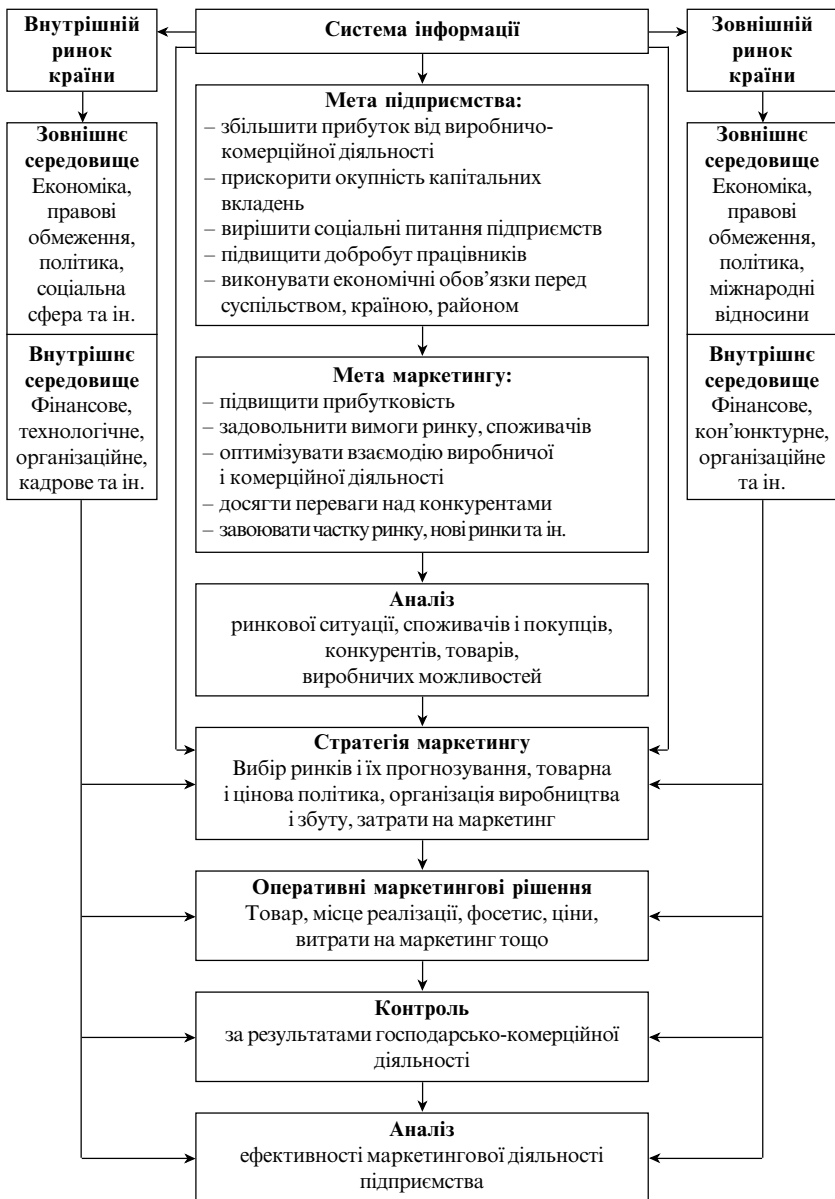 Внутрішній
ринок
країни
Система інформації
Зовнішній
ринок
країни
Зовнішнє
середовище
Економіка,
правові
обмеження,
політика,
соціальна
сфера та ін.
Внутрішнє
середовище
Фінансове,
технологічне,
організаційне,
кадрове та ін.
Мета підприємства:
– збільшити прибуток від виробничо-
комерційної діяльності
– прискорити окупність капітальних
вкладень
– вирішити соціальні питання підприємств
– підвищити добробут працівників
– виконувати економічні обов’язки перед
суспільством, країною, районом
Мета маркетингу:
– підвищити прибутковість
– задовольнити вимоги ринку, споживачів
– оптимізувати взаємодію виробничої
і комерційної діяльності
– досягти переваги над конкурентами
– завоювати частку ринку, нові ринки та ін.
Зовнішнє
середовище
Економіка,
правові
обмеження,
політика,
міжнародні
відносини
Внутрішнє
середовище
Фінансове,
кон’юнктурне,
організаційне
та ін.
Аналіз
ринкової ситуації, споживачів і покупців,
конкурентів, товарів,
виробничих можливостей
Стратегія маркетингу
Вибір ринків і їх прогнозування, товарна
і цінова політика, організація виробництва
і збуту, затрати на маркетинг
Оперативні маркетингові рішення
Товар, місце реалізації, фосетис, ціни,
витрати на маркетинг тощо
Контроль
за результатами господарсько-комерційної
діяльності
Аналіз
ефективності маркетингової діяльності
підприємства